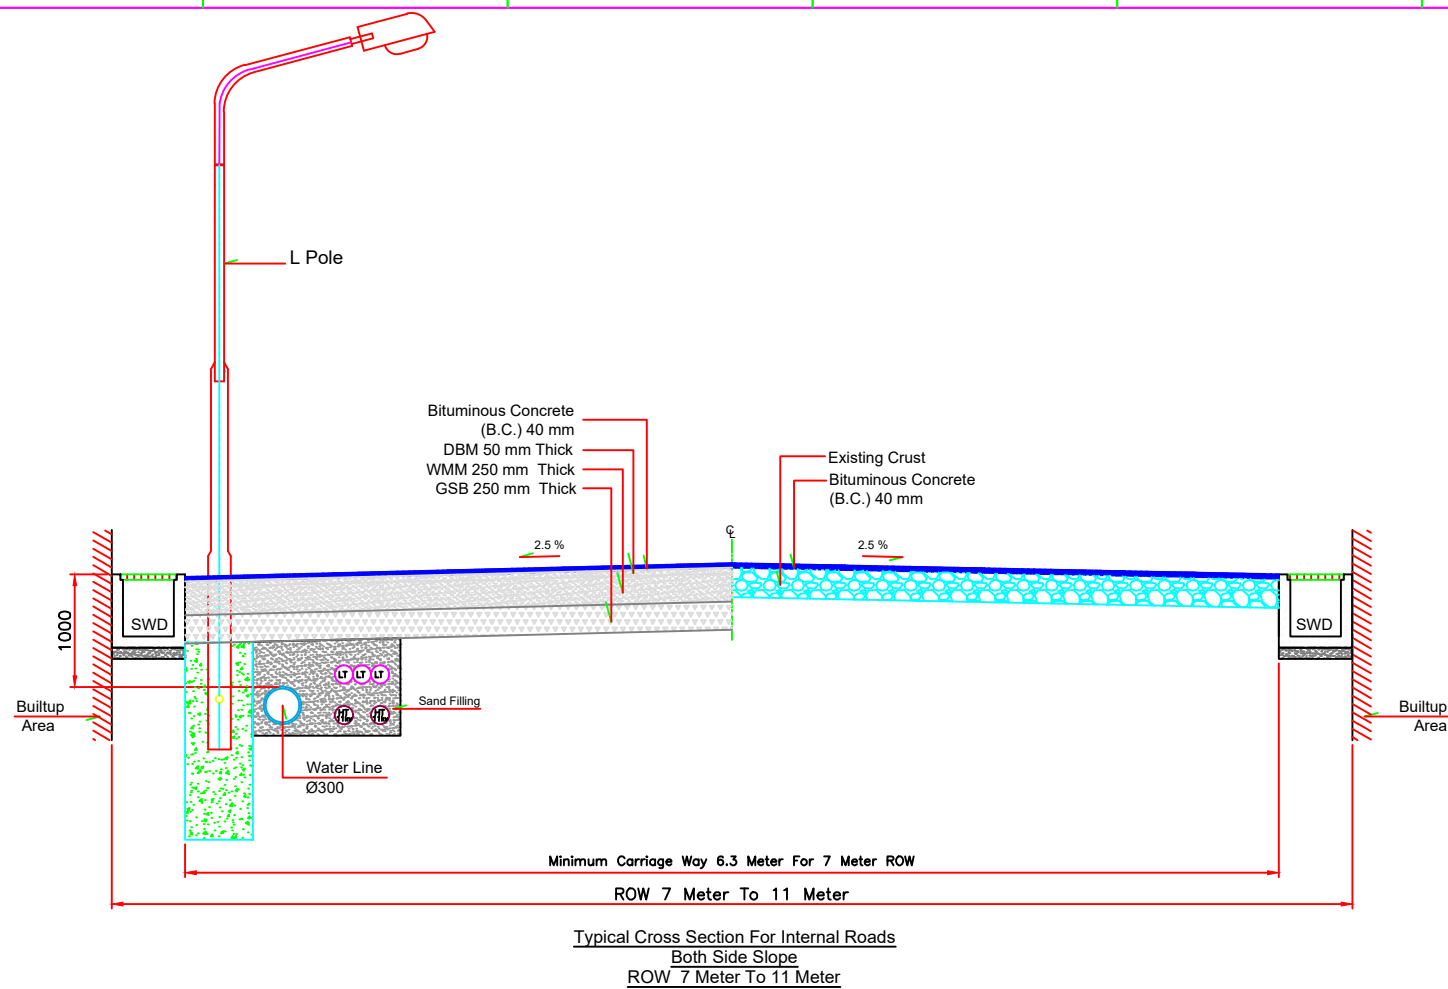 L Pole
Bituminous Concrete
(B.C.) 40 mm
DBM 50 mm Thick
WMM 250 mm Thick
GSB 250 mm Thick
Existing Crust
Bituminous Concrete
(B.C.) 40 mm
℄
2.5 %
2.5 %
SWD
SWD
1000
LT LT LT
Sand Filling
Builtup
Area
Builtup
Area
Water Line
Ø300
Minimum Carriage Way 6.3 Meter For 7 Meter ROW
ROW 7 Meter To 11 Meter
Typical Cross Section For Internal Roads
Both Side Slope
ROW 7 Meter To 11 Meter